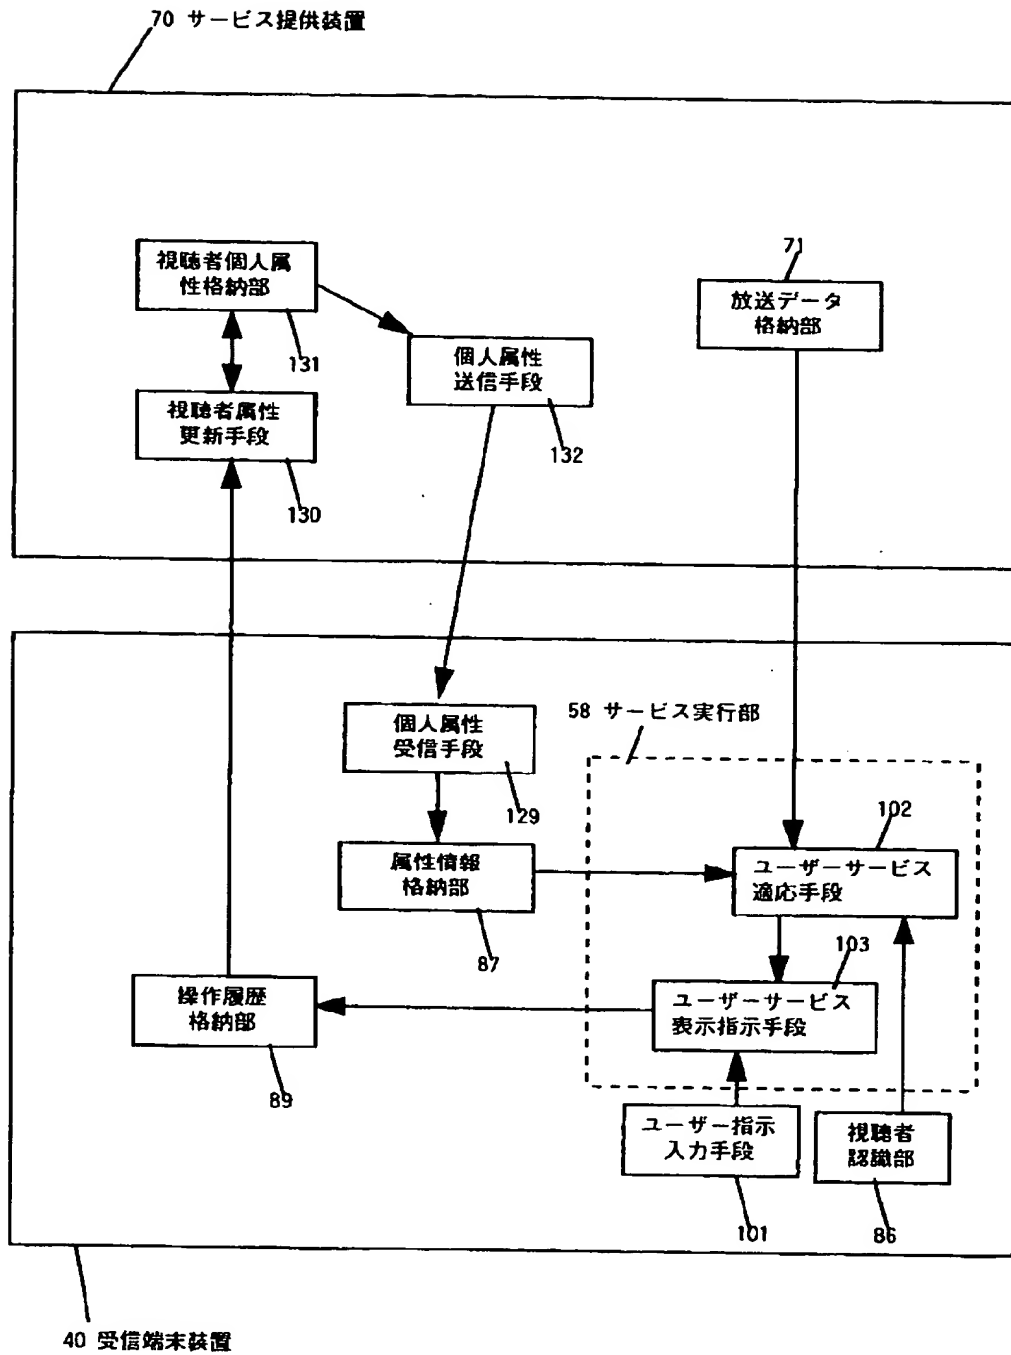 70 サービス提供装置
71
視聴者個人属
性格納部
放送データ
格納部
131
個人属性
送信手段
視聴者属性
更新手段
132
130
58 サービス実行部
個人属性
受信手段
129
102
属性情報
格納部
ユーザーサービス
適応手段
87
103
操作履歴
格納部
ユーザーサービス
表示指示手段
89
ユーザー指示
入力手段
視聴者
認識部
101
86
40 受信端末装置